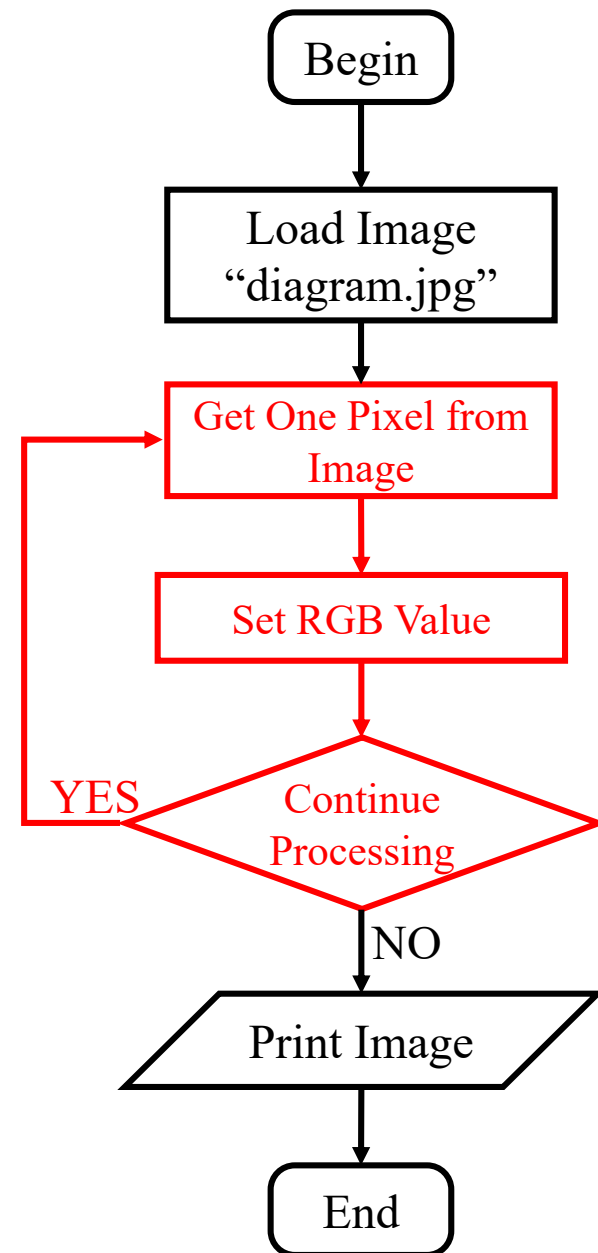 Begin
Load Image
“diagram.jpg”
Get One Pixel from
Image
Set RGB Value
YES
Continue
Processing
NO
Print Image
End